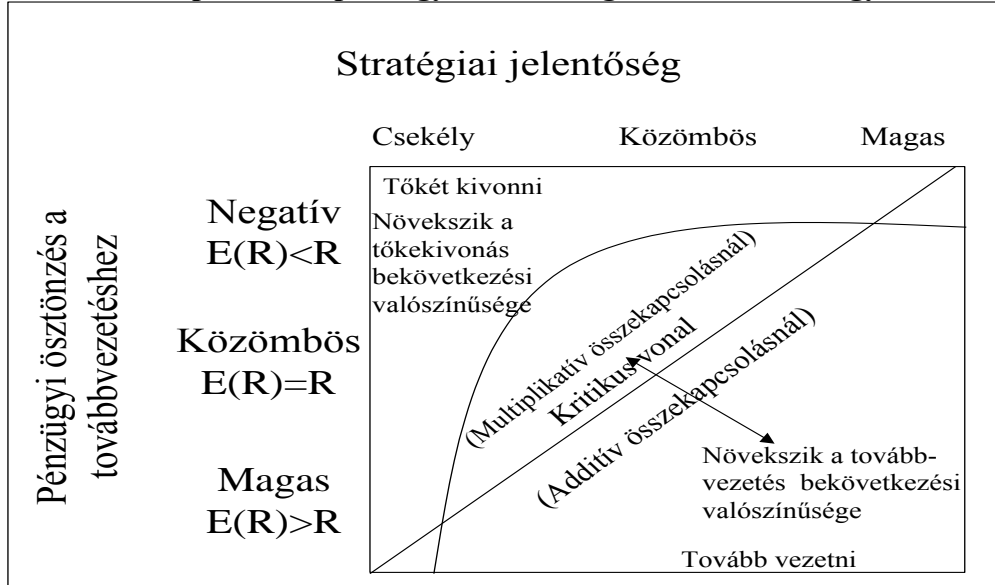 Stratégiai jelentőség
Csekély Közömbös Magas
Pénzügyi ösztönzés a
továbbvezetéshez
Negatív
E(R)<R
Közömbös
E(R)=R
Magas
E(R)>R
Tőkét kivonni
Növekszik a
tőkekivonás
bekövetkezési
valószínűsége
(Multiplikatív összekapcsolásnál)
Kritikus vonal
(Additív összekapcsolásnál)
Növekszik a tovább-
vezetés bekövetkezési
valószínűsége
Tovább vezetni